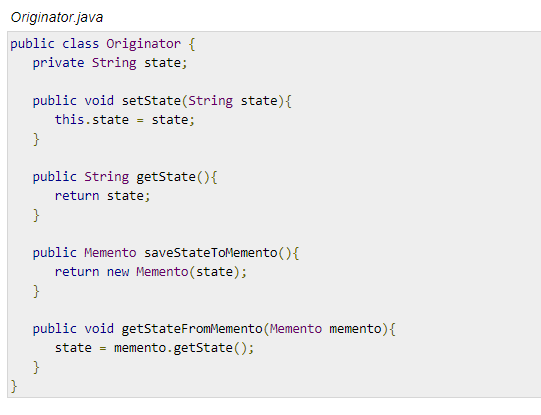 Originator.java
public class Originator {
   private String state;

   public void setState(String state){
      this.state = state;
   }

   public String getState(){
      return state;
   }

   public Memento saveStateToMemento(){
      return new Memento(state);
   }

   public void getStateFromMemento(Memento memento){
      state = memento.getState();
   }
}